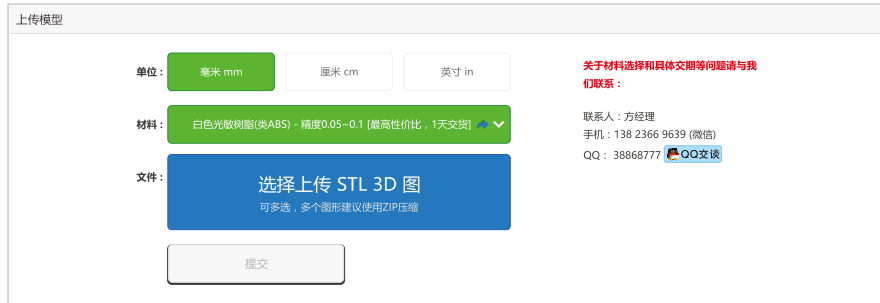 上传模型
单位： 毫米 mm 厘米 cm 英寸 in
材料： 白色光敏树脂(类ABS) - 精度0.05~0.1 [最高性价比，1天交货]
文件： 选择上传 STL 3D 图
可多选，多个图形建议使用ZIP压缩
提交
关于材料选择和具体交期等问题请与我
们联系：
联系人：方经理
手机：138 2366 9639 (微信)
QQ： 38868777 QQ交谈